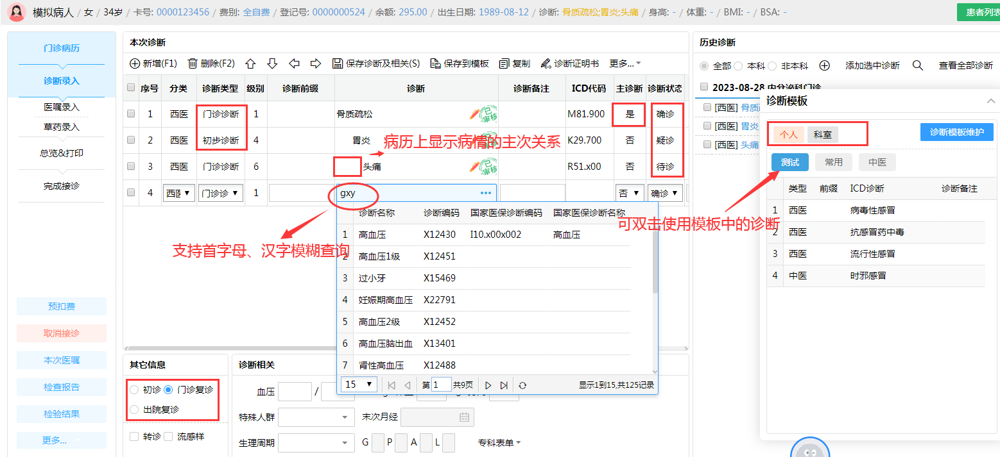 模拟病人 / 女 / 34岁 / 卡号: 0000123456 / 费别: 全自费 / 登记号: 0000000524 / 余额: 295.00 / 出生日期: 1989-08-12 / 诊断: 骨质疏松;胃炎;头痛 / 身高: - / 体重: - / BMI: - / BSA: -
患者列表
门诊病历
诊断录入
医嘱录入
草药录入
总览&打印
完成接诊
预扣费
取消接诊
本次医嘱
检查报告
检验结果
更多...
本次诊断
新增(F1) 删除(F2) 保存诊断及相关(S) 保存到模板 复制 诊断证明书 更多...
序号 分类 诊断类型 级别 诊断前缀 诊断 诊断备注 ICD代码 主诊断 诊断状态
1 西医 门诊诊断 1 骨质疏松 已审核 M81.900 是 确诊
2 西医 初步诊断 4 胃炎 K29.700 否 疑诊
病历上显示病情的主次关系
3 西医 门诊诊断 6 头痛 已审核 R51.x00 否 待诊
4 西医 门诊诊 1 gxy 否 确诊
支持首字母、汉字模糊查询
诊断名称 诊断编码 国家医保诊断编码 国家医保诊断名称
1 高血压 X12430 I10.x00x002 高血压
2 高血压1级 X12451
3 过小牙 X15469
4 妊娠期高血压 X22791
5 高血压2级 X12452
6 高血压脑出血 X13401
7 肾性高血压 X12488
15 第 1 共9页 显示1到15,共125记录
其它信息
初诊 门诊复诊
出院复诊
转诊 流感样
诊断相关
血压 /
特殊人群 末次月经
生理周期 G P A L 专科表单
历史诊断
全部 本科 非本科 添加选中诊断 查看全部诊断
2023-08-28 内分泌科门诊
[西医] 骨质
[西医] 胃炎
[西医] 头痛
诊断模板
个人 科室 诊断模板维护
测试 常用 中医
类型 前缀 ICD诊断 诊断备注
1 西医 病毒性感冒
可双击使用模板中的诊断
2 西医 抗感冒药中毒
3 西医 流行性感冒
4 中医 时邪感冒